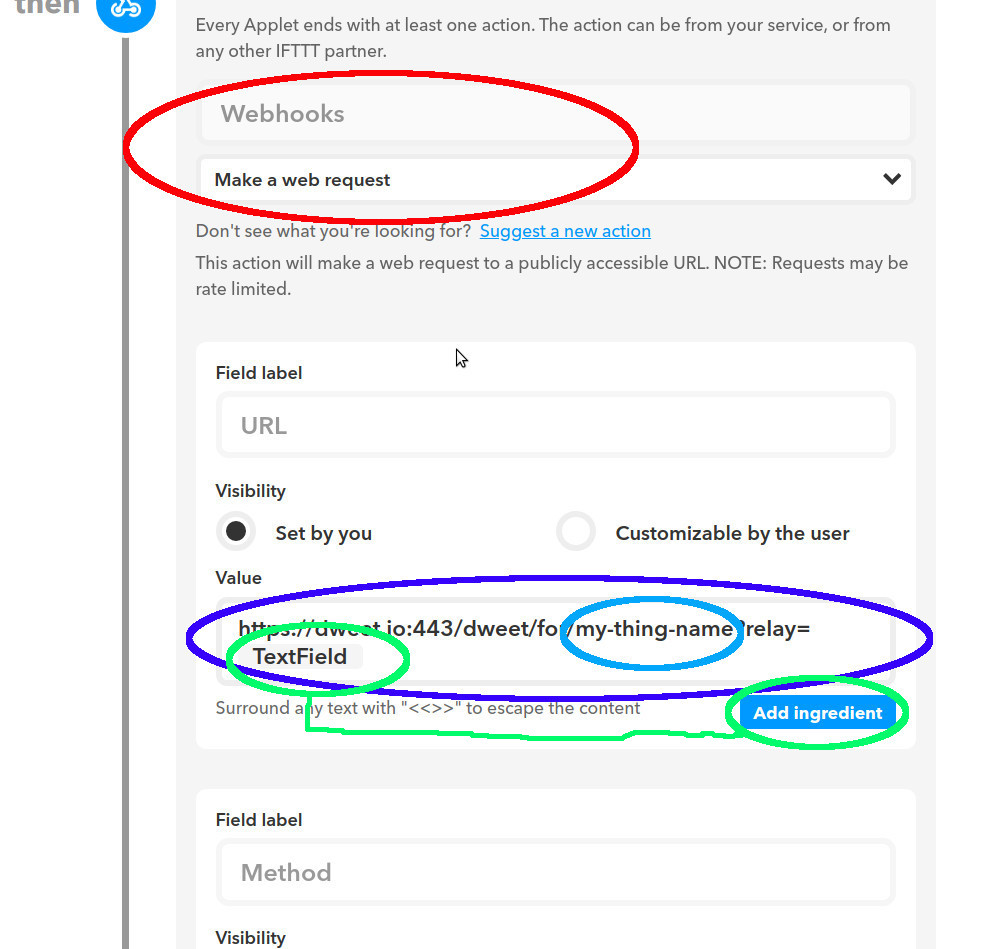 then
Every Applet ends with at least one action. The action can be from your service, or from
any other IFTTT partner.
Webhooks
Make a web request
Don't see what you're looking for? Suggest a new action
This action will make a web request to a publicly accessible URL. NOTE: Requests may be
rate limited.
Field label
URL
Visibility
Set by you
Customizable by the user
Value
https://dweet.io:443/dweet/for/my-thing-name?relay=
TextField
Surround any text with "<<>>" to escape the content
Add ingredient
Field label
Method
Visibility